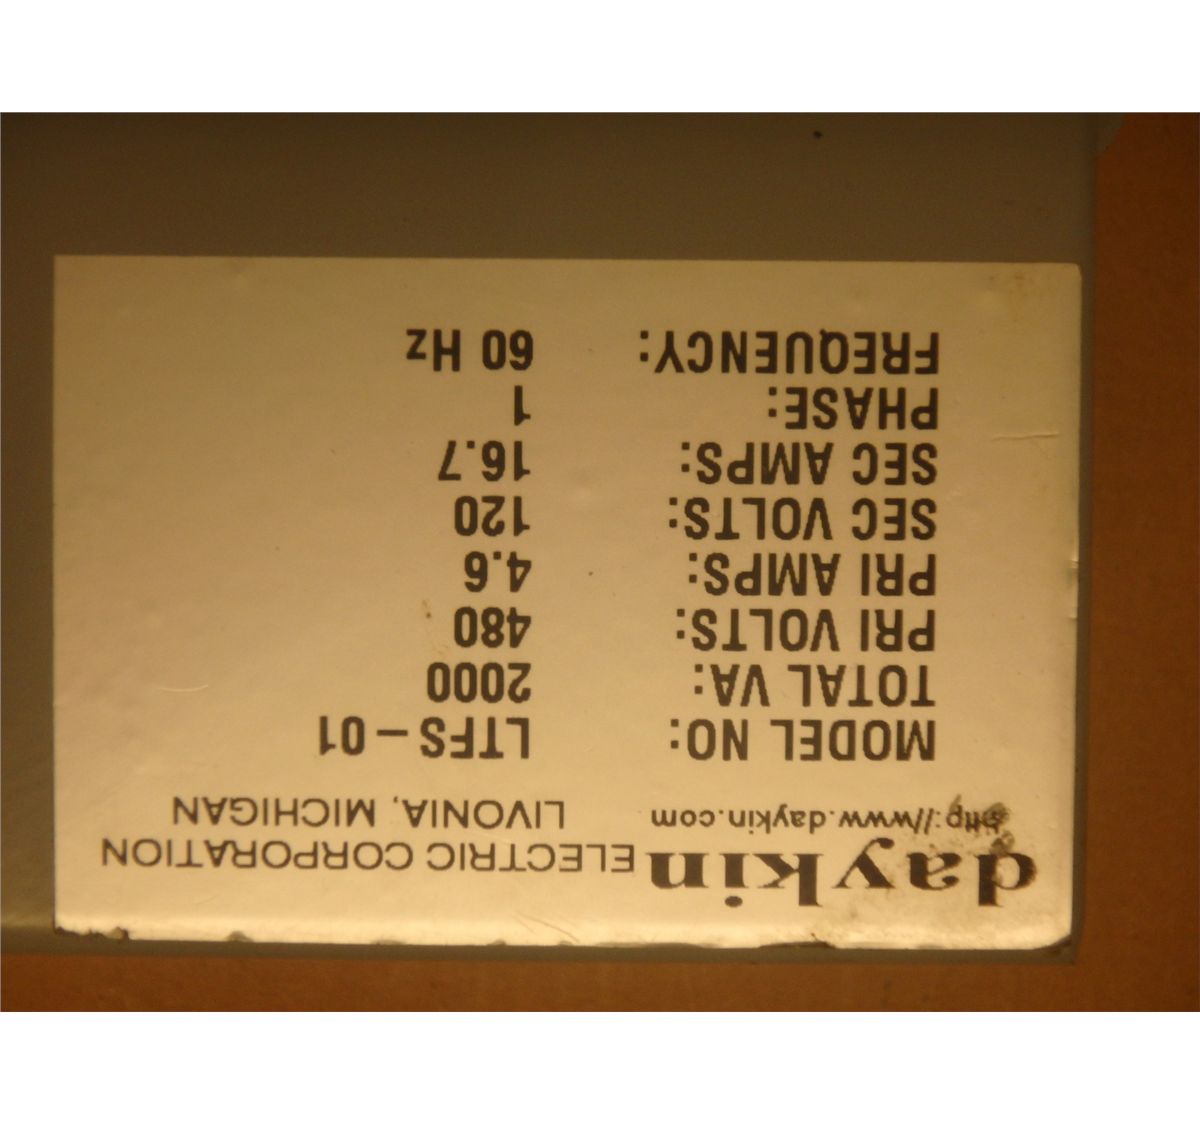 daykin ELECTRIC CORPORATION
http://www.daykin.com LIVONIA, MICHIGAN
MODEL NO: LTFS-01
TOTAL VA: 2000
PRI VOLTS: 480
PRI AMPS: 4.6
SEC VOLTS: 120
SEC AMPS: 16.7
PHASE: 1
FREQUENCY: 60 Hz